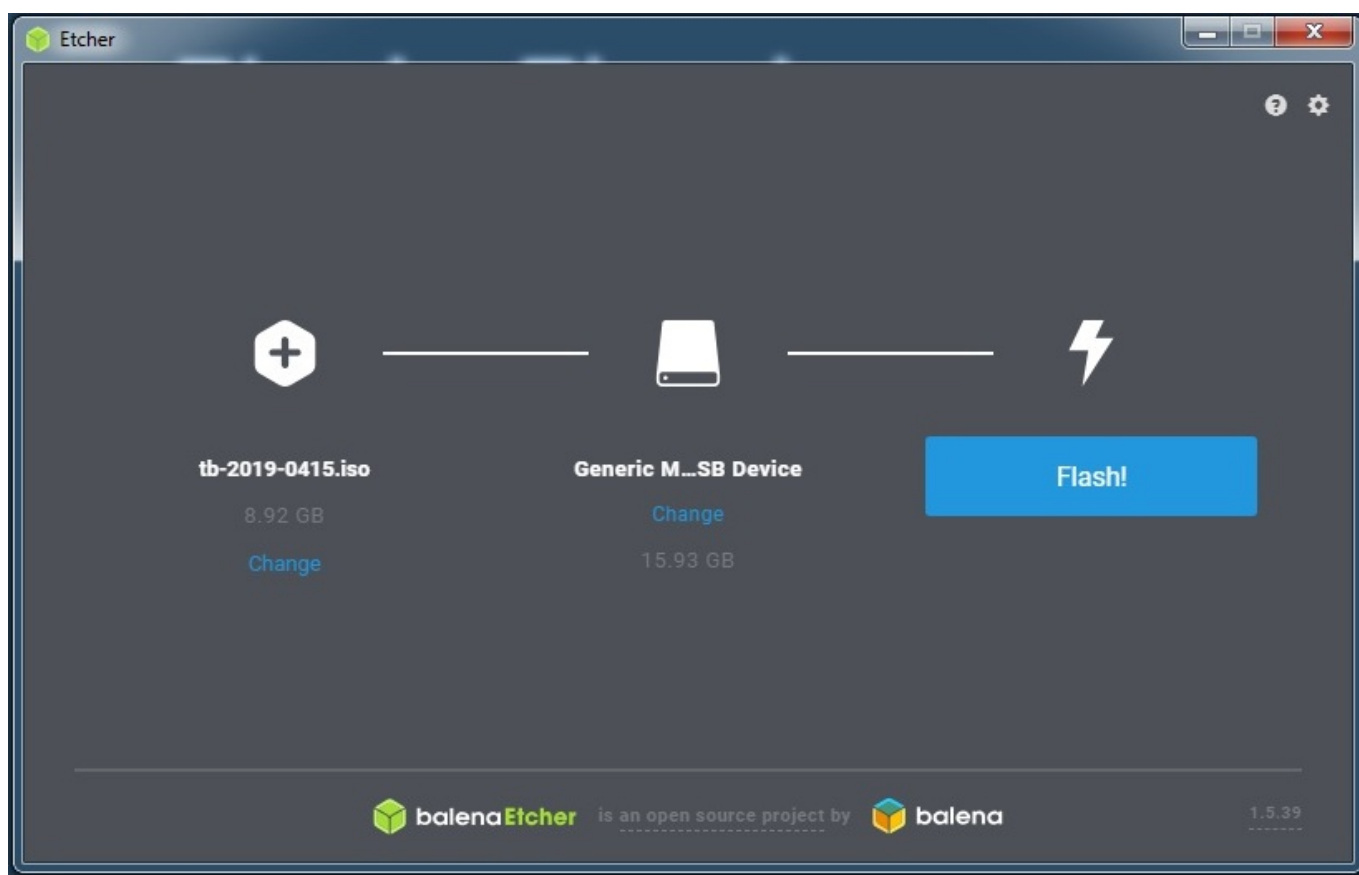 Etcher
tb-2019-0415.iso
8.92 GB
Change
Generic M...SB Device
Change
15.93 GB
Flash!
balenaEtcher is an open source project by balena
1.5.39